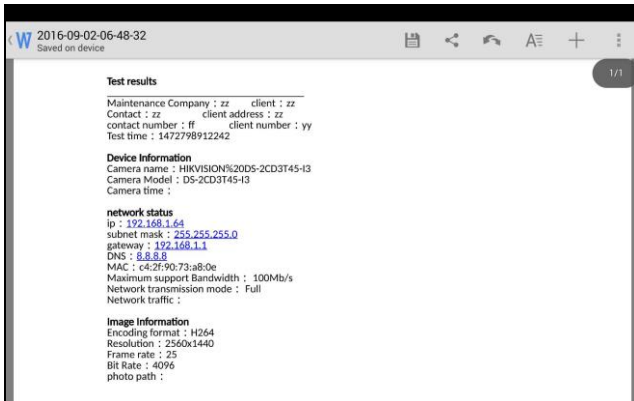 2016-09-02-06-48-32
Saved on device
1/1
Test results
Maintenance Company：zz client：zz
Contact：zz client address：zz
contact number：ff client number：yy
Test time：1472798912242
Device Information
Camera name：HIKVISION%20DS-2CD3T45-I3
Camera Model：DS-2CD3T45-I3
Camera time：
network status
ip：192.168.1.64
subnet mask：255.255.255.0
gateway：192.168.1.1
DNS：8.8.8.8
MAC：c4:2f:90:73:a8:0e
Maximum support Bandwidth：100Mb/s
Network transmission mode：Full
Network traffic：
Image Information
Encoding format：H264
Resolution：2560x1440
Frame rate：25
Bit Rate：4096
photo path：